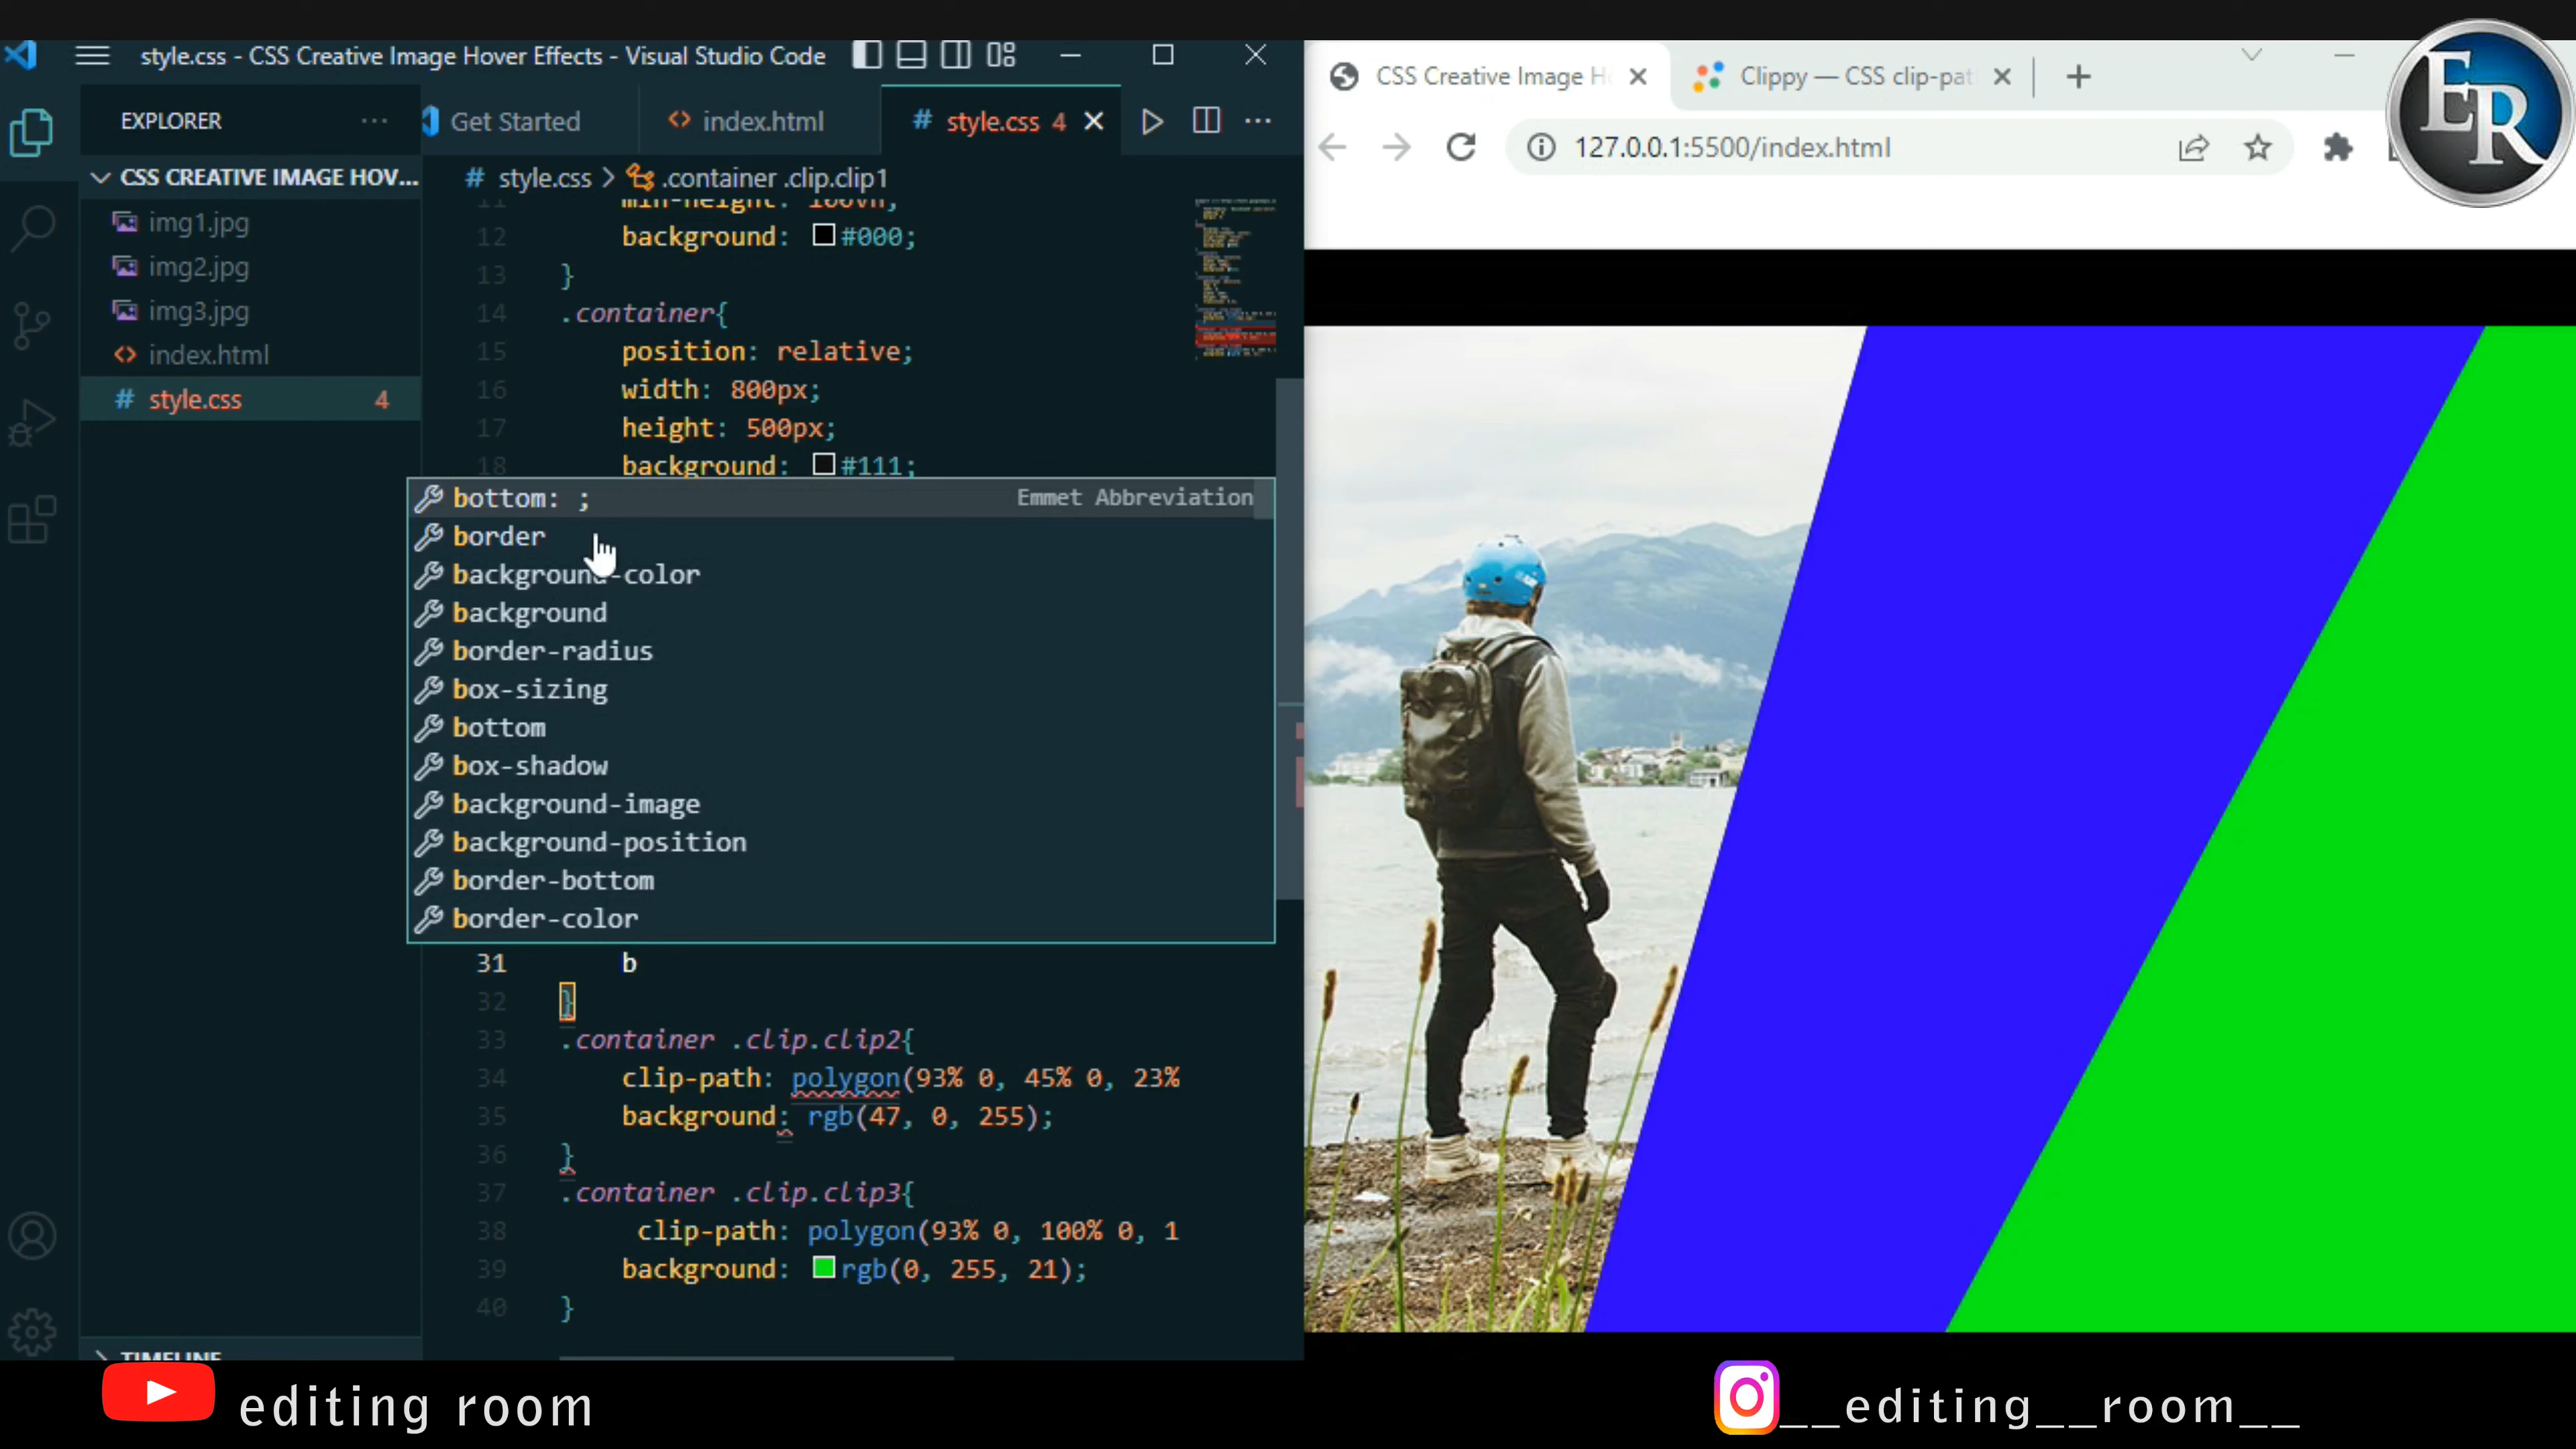 style.css - CSS Creative Image Hover Effects - Visual Studio Code
EXPLORER ···
Get Started
index.html
# style.css 4
CSS CREATIVE IMAGE HOV...
img1.jpg
img2.jpg
img3.jpg
index.html
# style.css 4
TIMELINE
# style.css > .container .clip.clip1
11 min-height: 100vh;
12 background: #000;
13 }
14 .container{
15 position: relative;
16 width: 800px;
17 height: 500px;
18 background: #111;
bottom: ; Emmet Abbreviation
border
background-color
background
border-radius
box-sizing
bottom
box-shadow
background-image
background-position
border-bottom
border-color
31 b
32 }
33 .container .clip.clip2{
34 clip-path: polygon(93% 0, 45% 0, 23%
35 background: rgb(47, 0, 255);
36 }
37 .container .clip.clip3{
38 clip-path: polygon(93% 0, 100% 0, 1
39 background: rgb(0, 255, 21);
40 }
CSS Creative Image H
Clippy — CSS clip-pat
127.0.0.1:5500/index.html
ER
editing room
__editing__room__